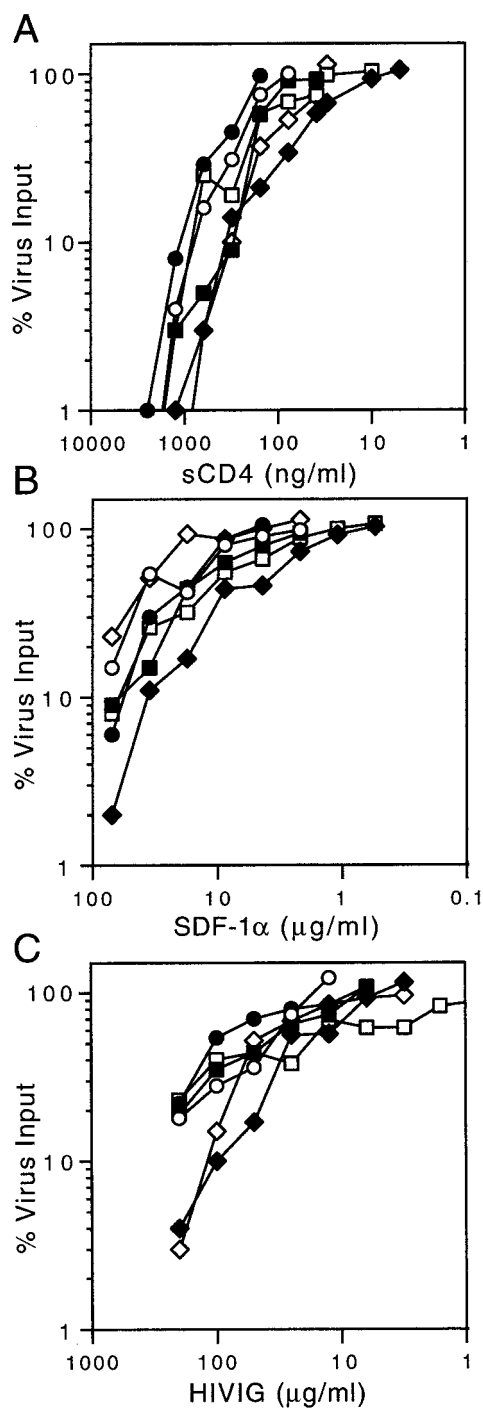 A
% Virus Input
100
10
1
10000 1000 100 10 1
sCD4 (ng/ml)
B
% Virus Input
100
10
1
100 10 1 0.1
SDF-1α (μg/ml)
C
% Virus Input
100
10
1
1000 100 10 1
HIVIG (μg/ml)